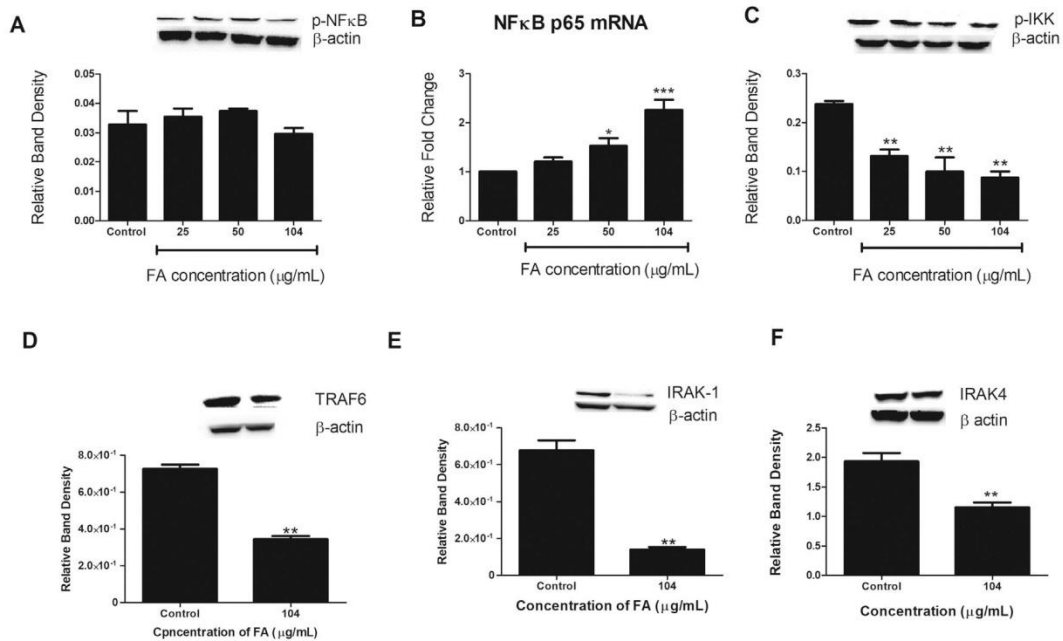 A
p-NFκB
β-actin
Relative Band Density
0.05
0.04
0.03
0.02
0.01
0.00
Control
25
50
104
FA concentration (μg/mL)
B
NFκB p65 mRNA
Relative Fold Change
3
2
1
0
*
***
Control
25
50
104
FA concentration (μg/mL)
C
p-IKK
β-actin
Relative Band Density
0.3
0.2
0.1
0.0
**
**
**
Control
25
50
104
FA concentration (μg/mL)
D
TRAF6
β-actin
Relative Band Density
8.0×10⁻¹
6.0×10⁻¹
4.0×10⁻¹
2.0×10⁻¹
0
**
Control
104
Cpncentration of FA (μg/mL)
E
IRAK-1
β-actin
Relative Band Density
8.0×10⁻¹
6.0×10⁻¹
4.0×10⁻¹
2.0×10⁻¹
0
**
Control
104
Concentration of FA (μg/mL)
F
IRAK4
β actin
Relative Band Density
2.5
2.0
1.5
1.0
0.5
0.0
**
Control
104
Concentration (μg/mL)